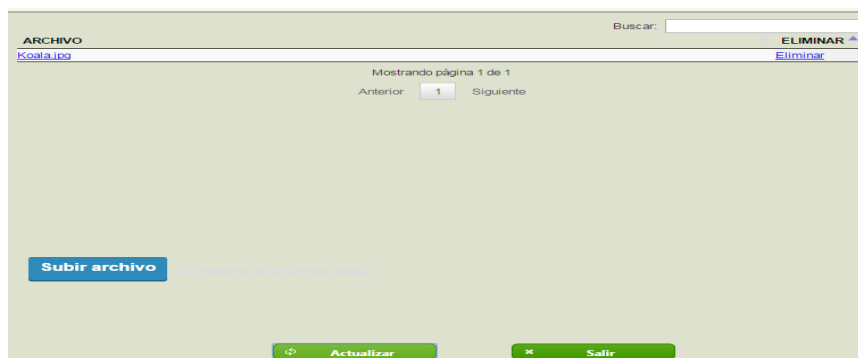 Buscar:
ARCHIVO ELIMINAR
Koala.jpg Eliminar
Mostrando página 1 de 1
Anterior 1 Siguiente
Subir archivo
Actualizar Salir